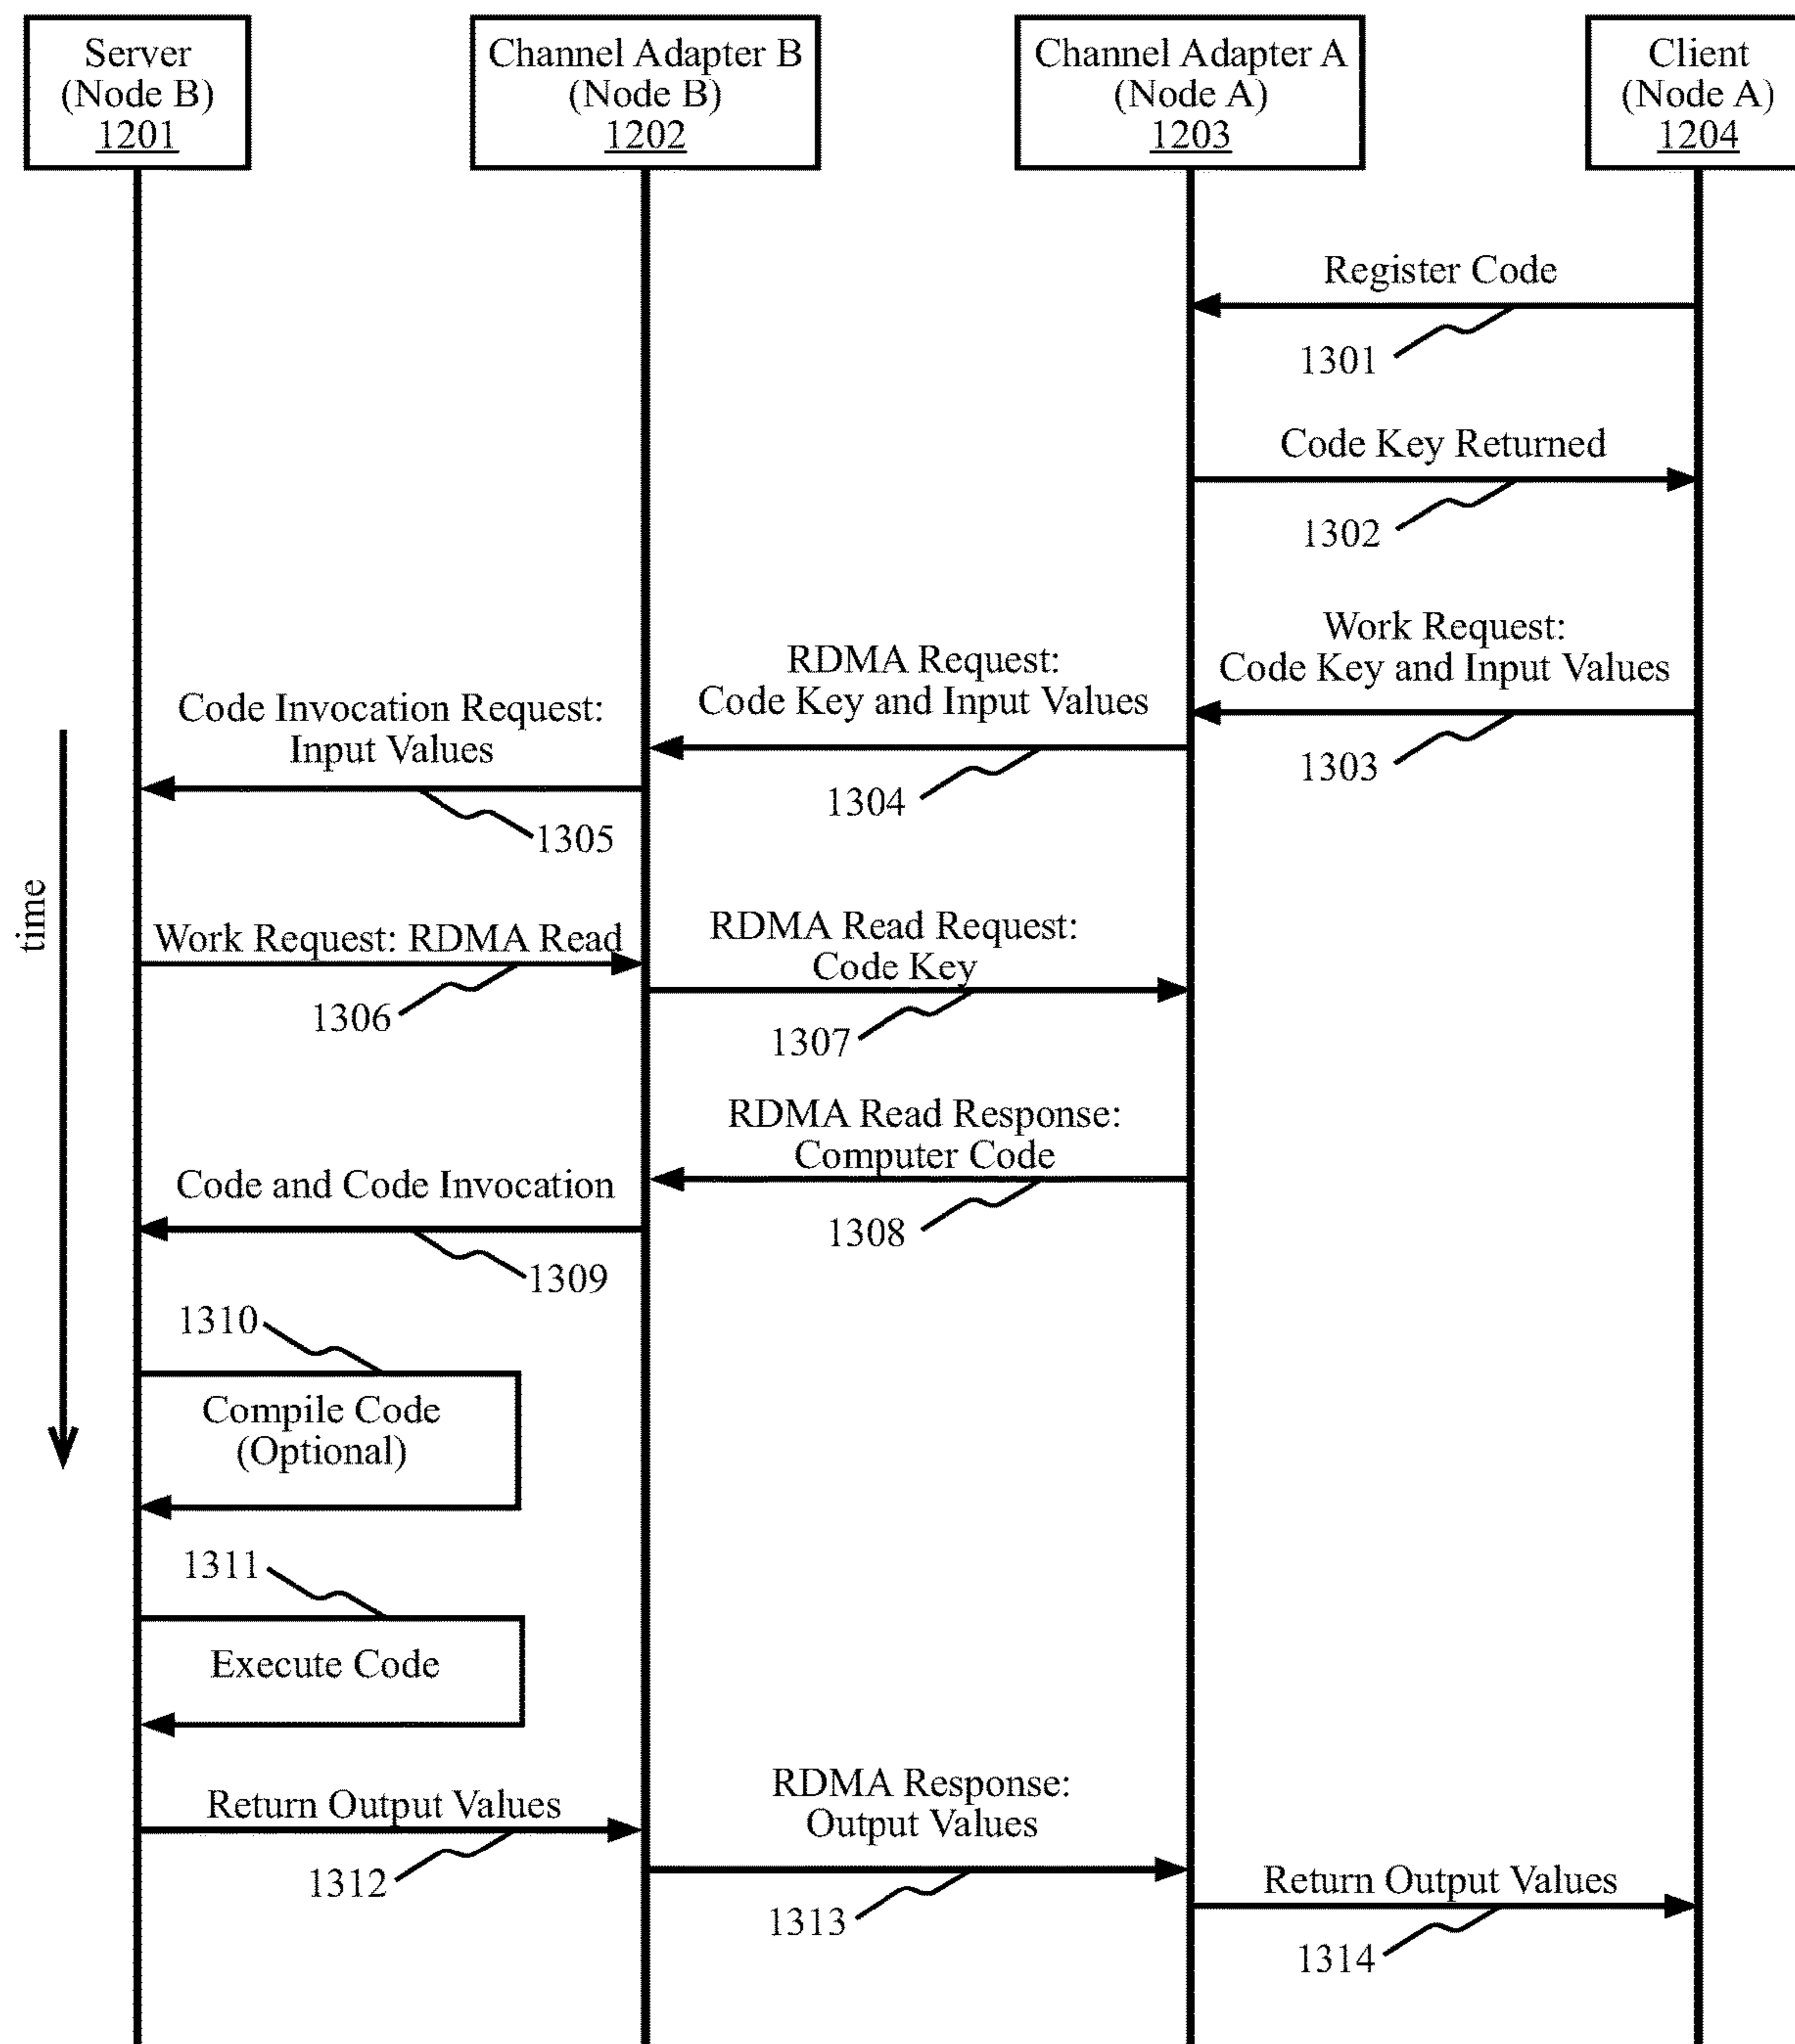 Server
(Node B)
1201
Channel Adapter B
(Node B)
1202
Channel Adapter A
(Node A)
1203
Client
(Node A)
1204
Register Code
1301
Code Key Returned
1302
Work Request:
Code Key and Input Values
1303
RDMA Request:
Code Key and Input Values
1304
Code Invocation Request:
Input Values
1305
time
Work Request: RDMA Read
1306
RDMA Read Request:
Code Key
1307
RDMA Read Response:
Computer Code
1308
Code and Code Invocation
1309
1310
Compile Code
(Optional)
1311
Execute Code
Return Output Values
1312
RDMA Response:
Output Values
1313
Return Output Values
1314